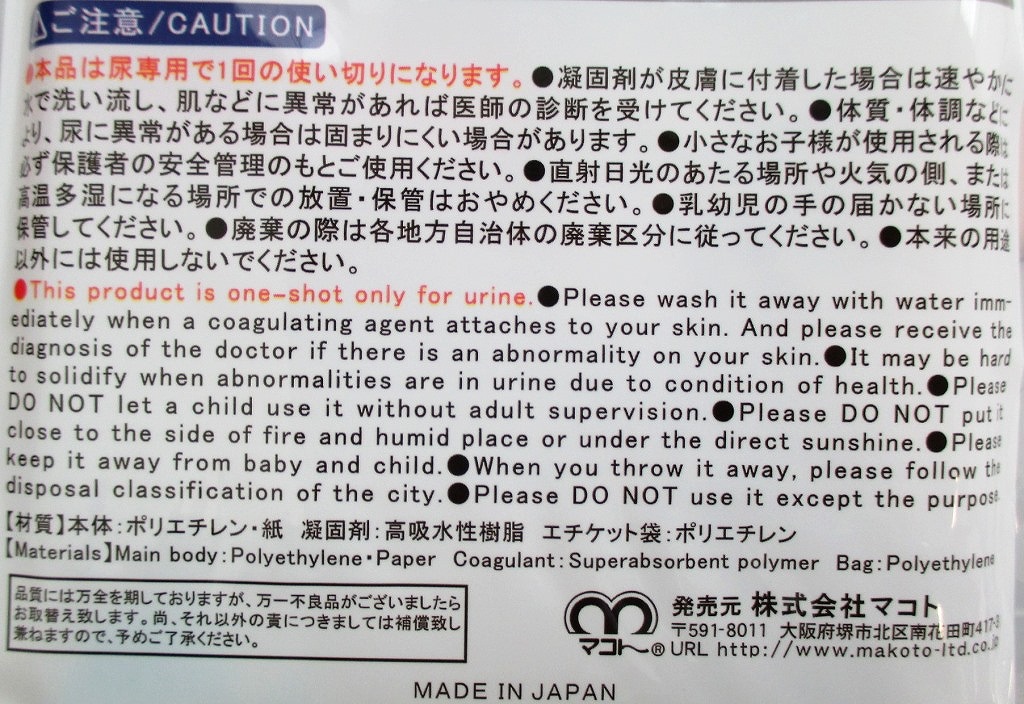 ご注意/CAUTION
●本品は尿専用で1回の使い切りになります。●凝固剤が皮膚に付着した場合は速やかに
水で洗い流し、肌などに異常があれば医師の診断を受けてください。●体質・体調などに
より、尿に異常がある場合は固まりにくい場合があります。●小さなお子様が使用される際は
必ず保護者の安全管理のもとご使用ください。●直射日光のあたる場所や火気の側、または
高温多湿になる場所での放置・保管はおやめください。●乳幼児の手の届かない場所に
保管してください。●廃棄の際は各地方自治体の廃棄区分に従ってください。●本来の用途
以外には使用しないでください。
●This product is one-shot only for urine.●Please wash it away with water imm-
ediately when a coagulating agent attaches to your skin. And please receive the
diagnosis of the doctor if there is an abnormality on your skin.●It may be hard
to solidify when abnormalities are in urine due to condition of health.●Please
DO NOT let a child use it without adult supervision.●Please DO NOT put it
close to the side of fire and humid place or under the direct sunshine.●Please
keep it away from baby and child.●When you throw it away, please follow the
disposal classification of the city.●Please DO NOT use it except the purpose.
【材質】本体:ポリエチレン・紙 凝固剤:高吸水性樹脂 エチケット袋:ポリエチレン
【Materials】Main body:Polyethylene・Paper Coagulant:Superabsorbent polymer Bag:Polyethylene
品質には万全を期しておりますが、万一不良品がございましたら
お取替え致します。尚、それ以外の責につきましては補償致し
兼ねますので、予めご了承ください。
マコト®
発売元 株式会社マコト
〒591-8011 大阪府堺市北区南花田町417-3
URL http://www.makoto-ltd.co.jp
MADE IN JAPAN